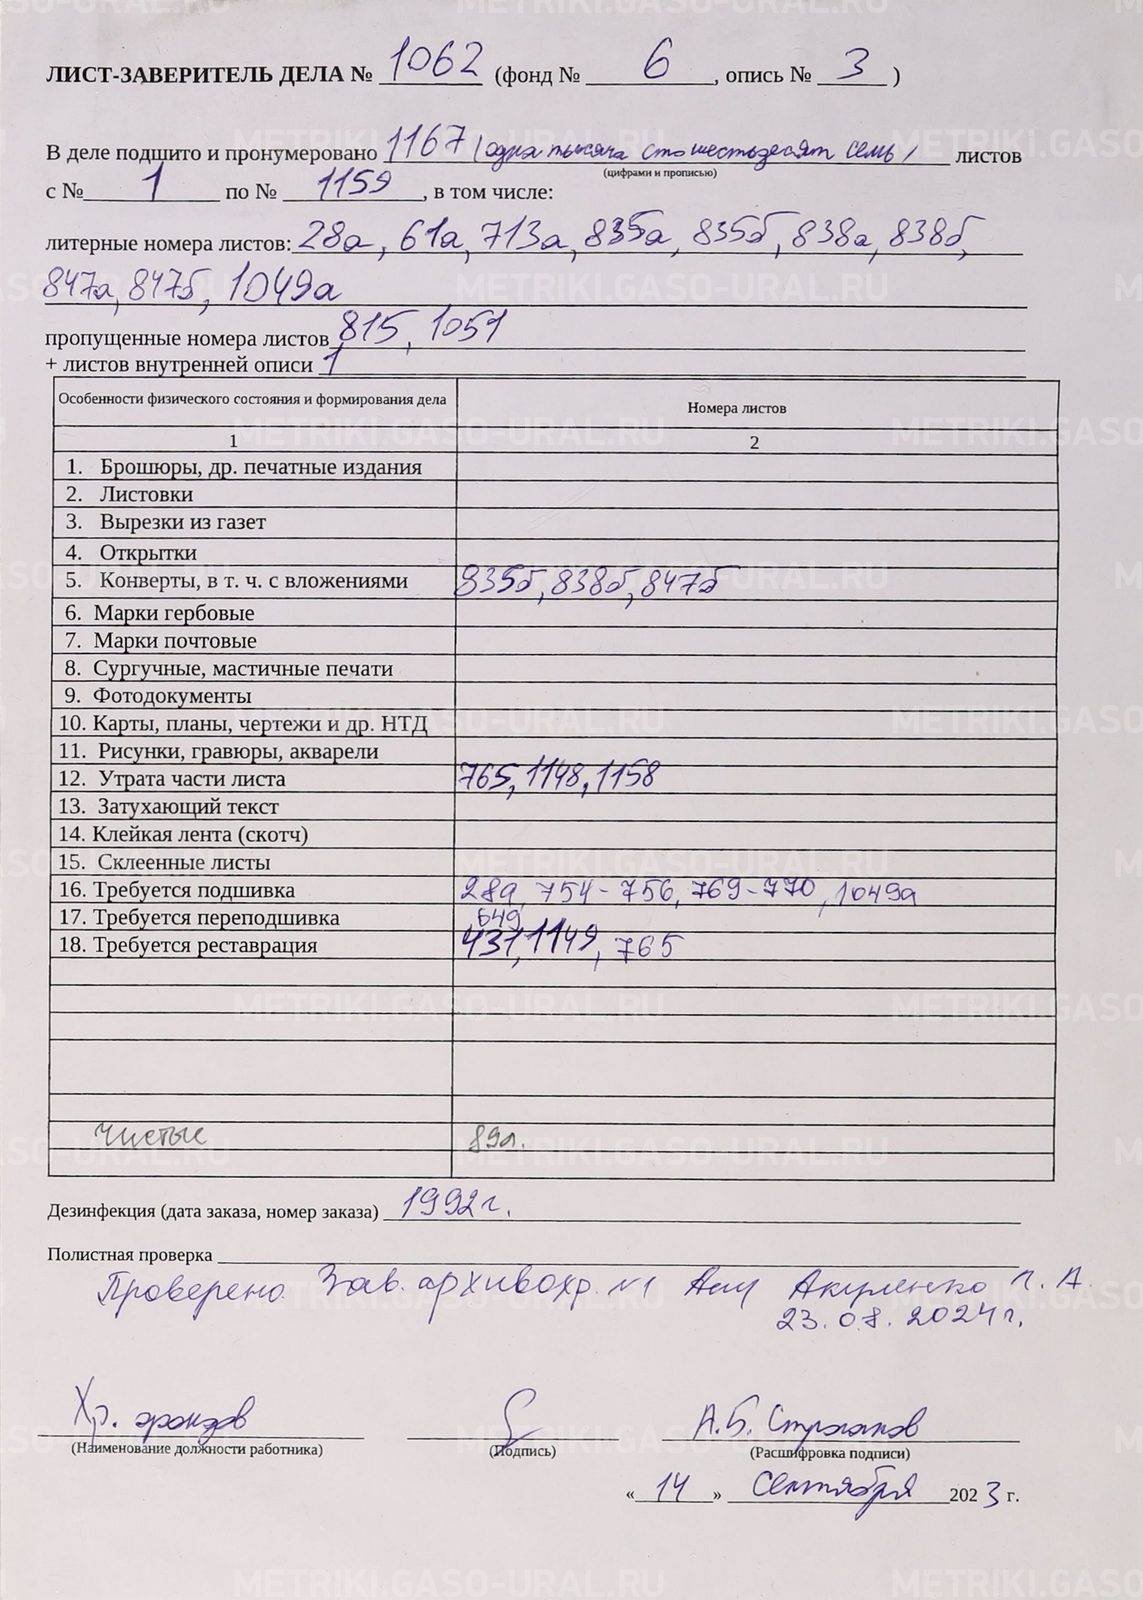 ЛИСТ-ЗАВЕРИТЕЛЬ ДЕЛА № 1062 (фонд № 6, опись № 3)
В деле подшито и пронумеровано 1167 (одна тысяча сто шестьдесят семь) листов
(цифрами и прописью)
с № 1 по № 1159, в том числе:
литерные номера листов: 28а, 61а, 713а, 835а, 835б, 838а, 838б,
847а, 847б, 1049а
пропущенные номера листов 815, 1051
+ листов внутренней описи 1
Особенности физического состояния и формирования дела Номера листов
1 2
1. Брошюры, др. печатные издания
2. Листовки
3. Вырезки из газет
4. Открытки
5. Конверты, в т. ч. с вложениями 835б, 838б, 847б
6. Марки гербовые
7. Марки почтовые
8. Сургучные, мастичные печати
9. Фотодокументы
10. Карты, планы, чертежи и др. НТД
11. Рисунки, гравюры, акварели
12. Утрата части листа 765, 1148, 1158
13. Затухающий текст
14. Клейкая лента (скотч)
15. Склеенные листы
16. Требуется подшивка 28а, 754-756, 769-770, 1049а
17. Требуется переподшивка
649
18. Требуется реставрация 431, 1149, 765
Чистые 89л.
Дезинфекция (дата заказа, номер заказа) 1992г.
Полистная проверка
Проверено Зав. архивохр. №1 Акуленко Л. А.
23.08.2024г.
Хр. фондов А.Б. Строганов
(Наименование должности работника) (Подпись) (Расшифровка подписи)
«14» сентября 2023 г.
METRIKI.GASO-URAL.RU